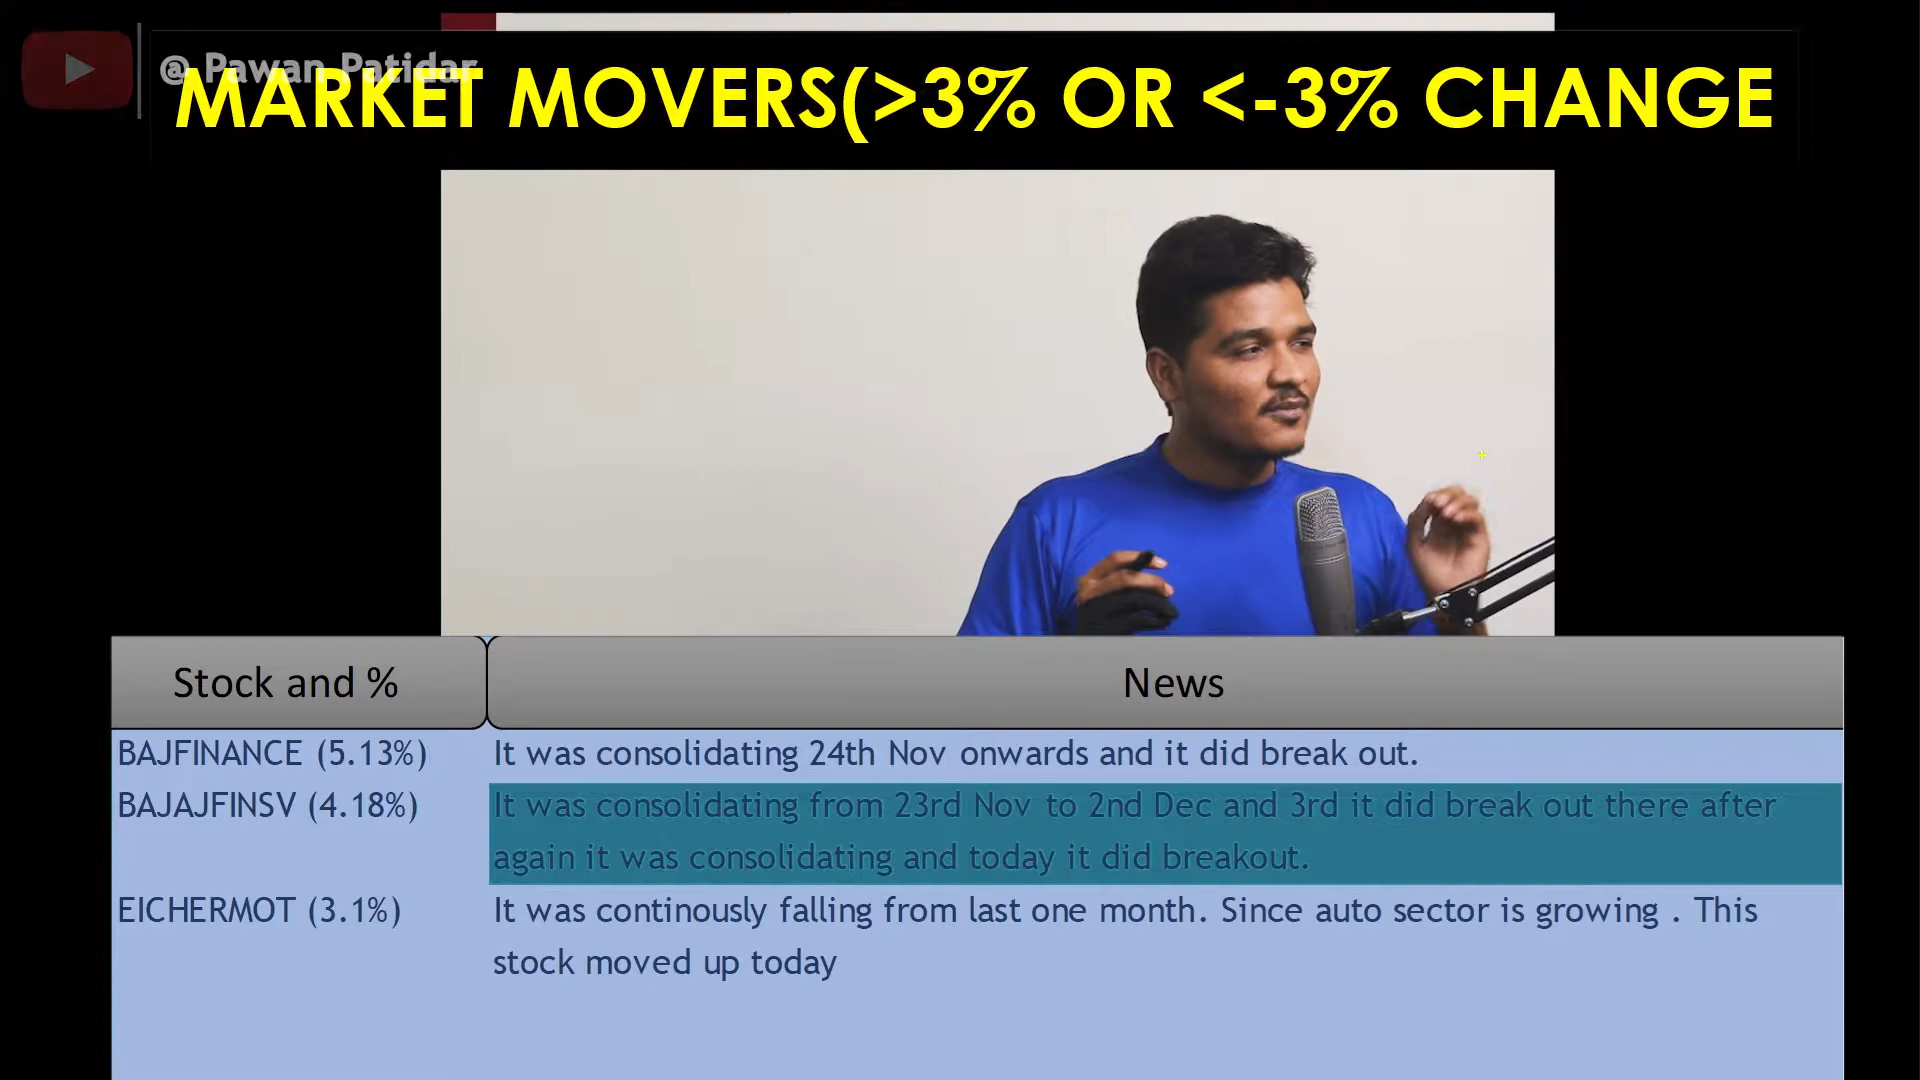 @ Pawan Patidar
MARKET MOVERS(>3% OR <-3% CHANGE
Stock and %
News
BAJFINANCE (5.13%)
It was consolidating 24th Nov onwards and it did break out.
BAJAJFINSV (4.18%)
It was consolidating from 23rd Nov to 2nd Dec and 3rd it did break out there after
again it was consolidating and today it did breakout.
EICHERMOT (3.1%)
It was continously falling from last one month. Since auto sector is growing . This
stock moved up today